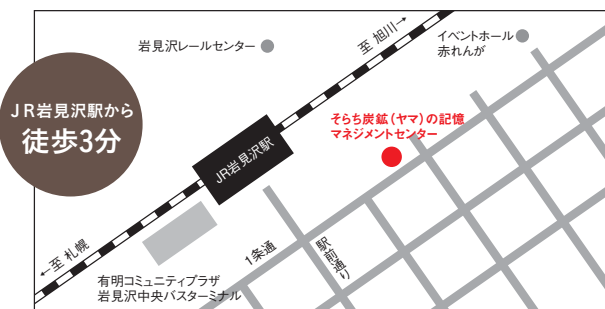 岩見沢レールセンター
至 旭川→
イベントホール
赤れんが
JR岩見沢駅から
徒歩3分
そらち炭鉱(ヤマ)の記憶
マネジメントセンター
JR岩見沢駅
←至 札幌
1条通
駅前通り
有明コミュニティプラザ
岩見沢中央バスターミナル